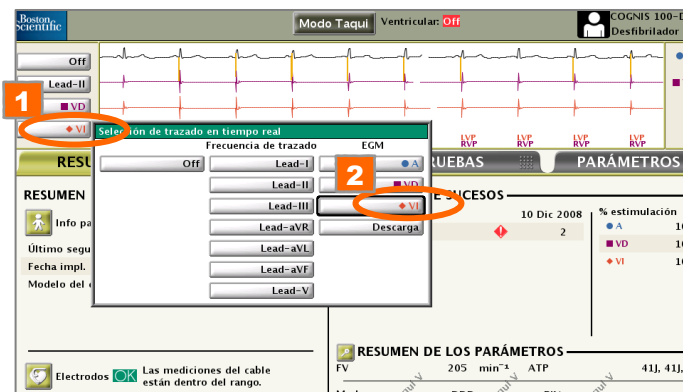 Boston Scientific
Modo Taqui Ventricular: Off
COGNIS 100-D
Desfibrilador
Off
Lead-II
1
VD
VI
LVP LVP LVP LVP
RVP RVP RVP RVP
Selección de trazado en tiempo real
Frecuencia de trazado EGM
Off Lead-I A
2
Lead-II VD
Lead-III VI
Lead-aVR Descarga
Lead-aVL
Lead-aVF
Lead-V
PARÁMETROS
RESUMEN
SUCESOS
10 Dic 2008
2
% estimulación
A
VD
VI
Info
Último
Fecha impl.
Modelo del
RESUMEN DE LOS PARÁMETROS
FV 205 min⁻¹ ATP 41J, 41J,
Electrodos OK Las mediciones del cable
están dentro del rango.